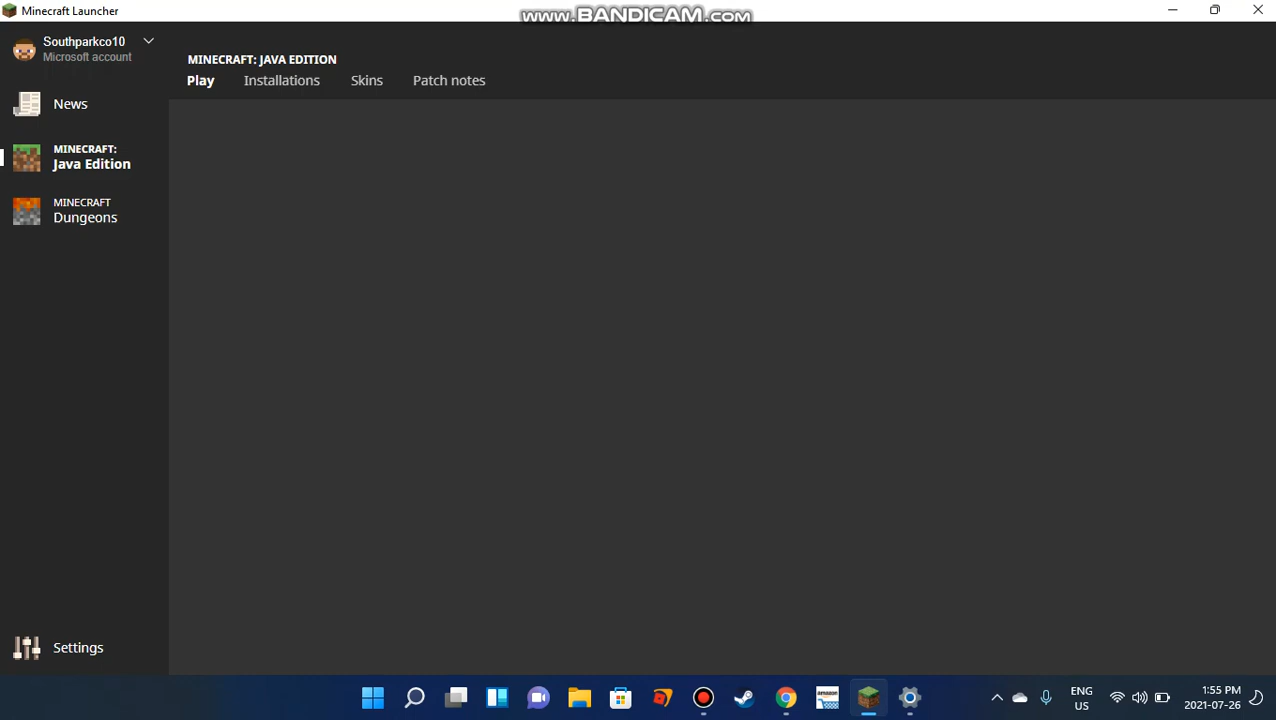 Minecraft Launcher
www.BANDICAM.com
Southparkco10
Microsoft account
News
MINECRAFT:
Java Edition
MINECRAFT
Dungeons
Settings
MINECRAFT: JAVA EDITION
Play Installations Skins Patch notes
amazon
ENG
US
1:55 PM
2021-07-26